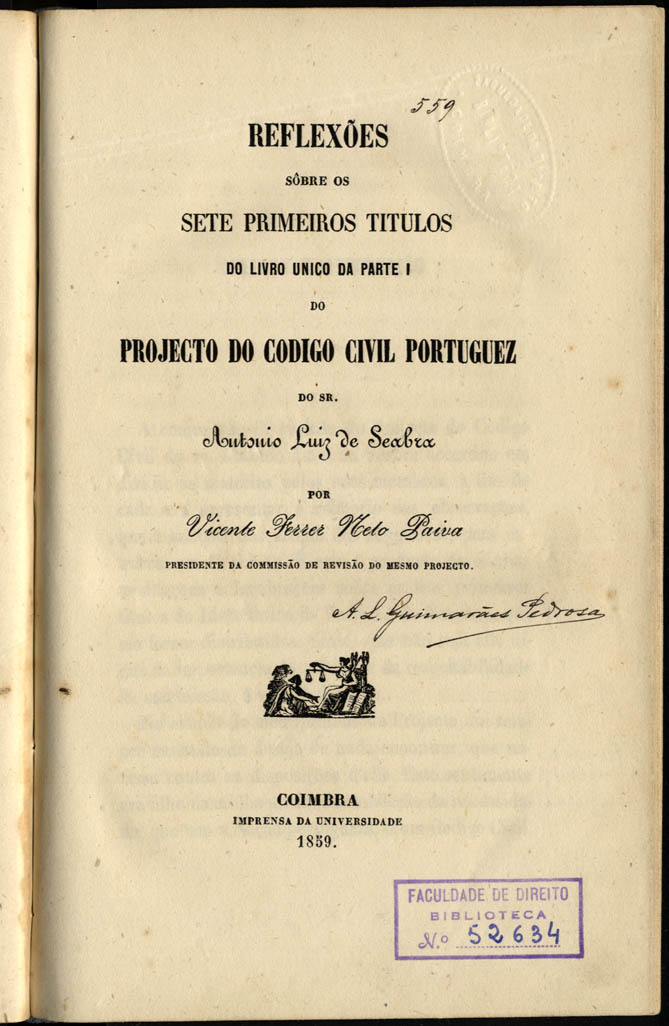 559
REFLEXÕES
SÔBRE OS
SETE PRIMEIROS TITULOS
DO LIVRO UNICO DA PARTE I
DO
PROJECTO DO CODIGO CIVIL PORTUGUEZ
DO SR.
Antonio Luiz de Seabra
POR
Vicente Ferrer Neto Paiva
PRESIDENTE DA COMMISSÃO DE REVISÃO DO MESMO PROJECTO.
A. L. Guimarães Pedrosa
COIMBRA
IMPRENSA DA UNIVERSIDADE
1859.
FACULDADE DE DIREITO
BIBLIOTECA
N.º 52634